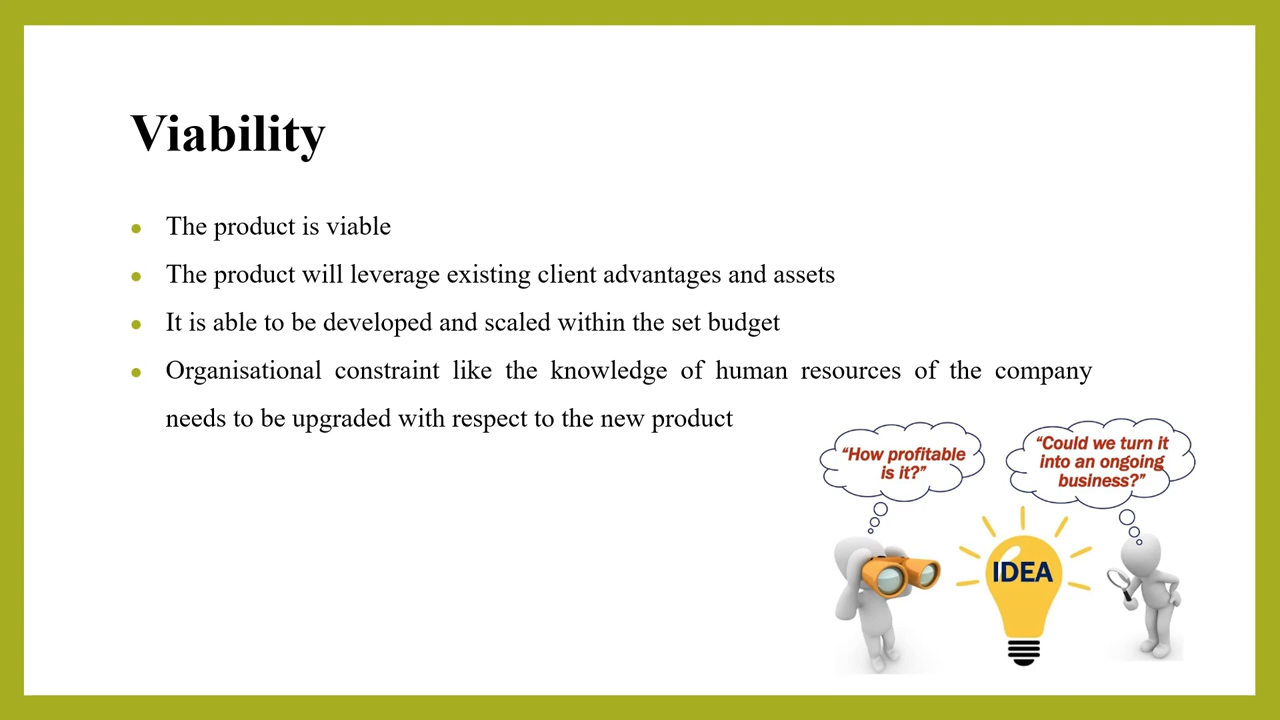 Viability
The product is viable
The product will leverage existing client advantages and assets
It is able to be developed and scaled within the set budget
Organisational constraint like the knowledge of human resources of the company
needs to be upgraded with respect to the new product
“How profitable
is it?”
“Could we turn it
into an ongoing
business?”
IDEA